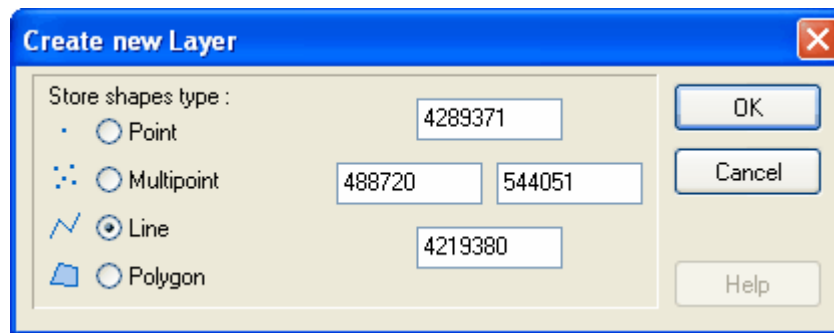 Create new Layer
Store shapes type :
Point
Multipoint
Line
Polygon
4289371
488720
544051
4219380
OK
Cancel
Help